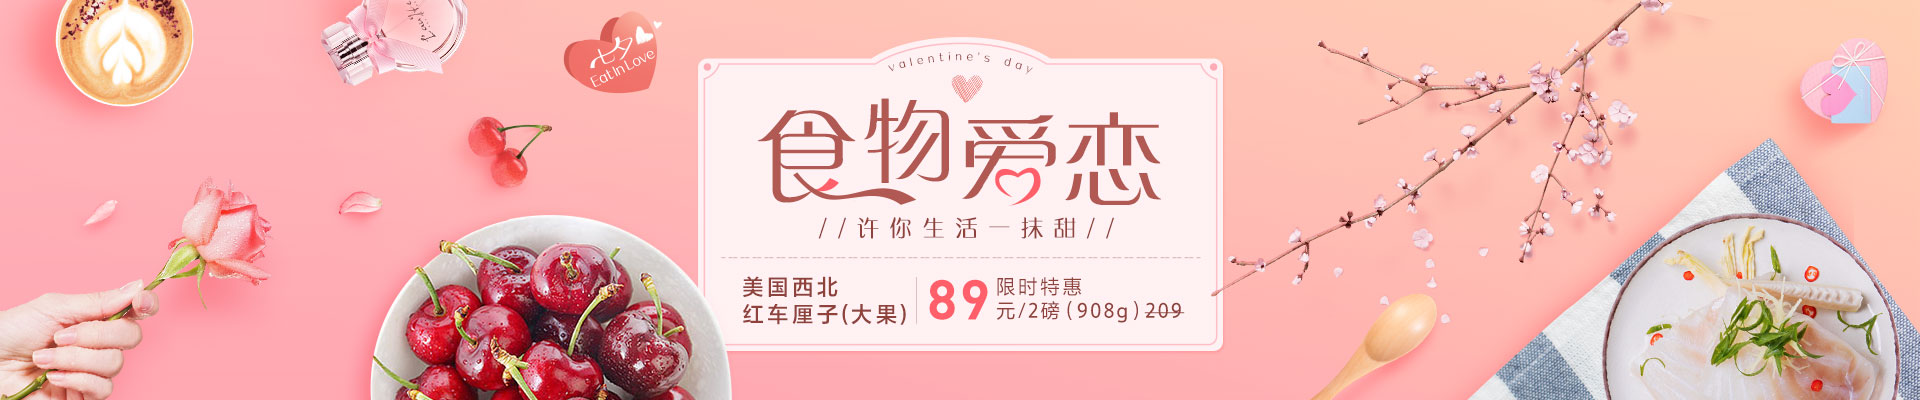 七夕
Eat In Love
valentine's day
食物爱恋
//许你生活一抹甜//
美国西北
红车厘子(大果)
89
限时特惠
元/2磅(908g) 209